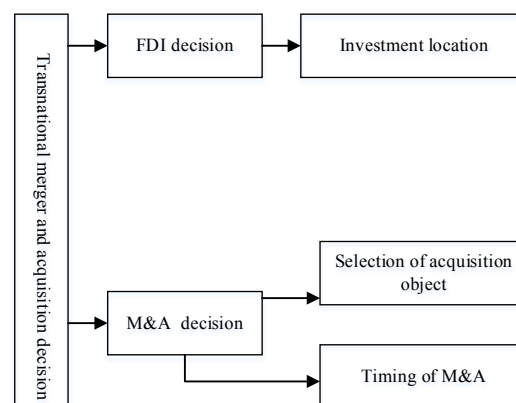 Transnational merger and acquisition decision
FDI decision
Investment location
M&A decision
Selection of acquisition
object
Timing of M&A